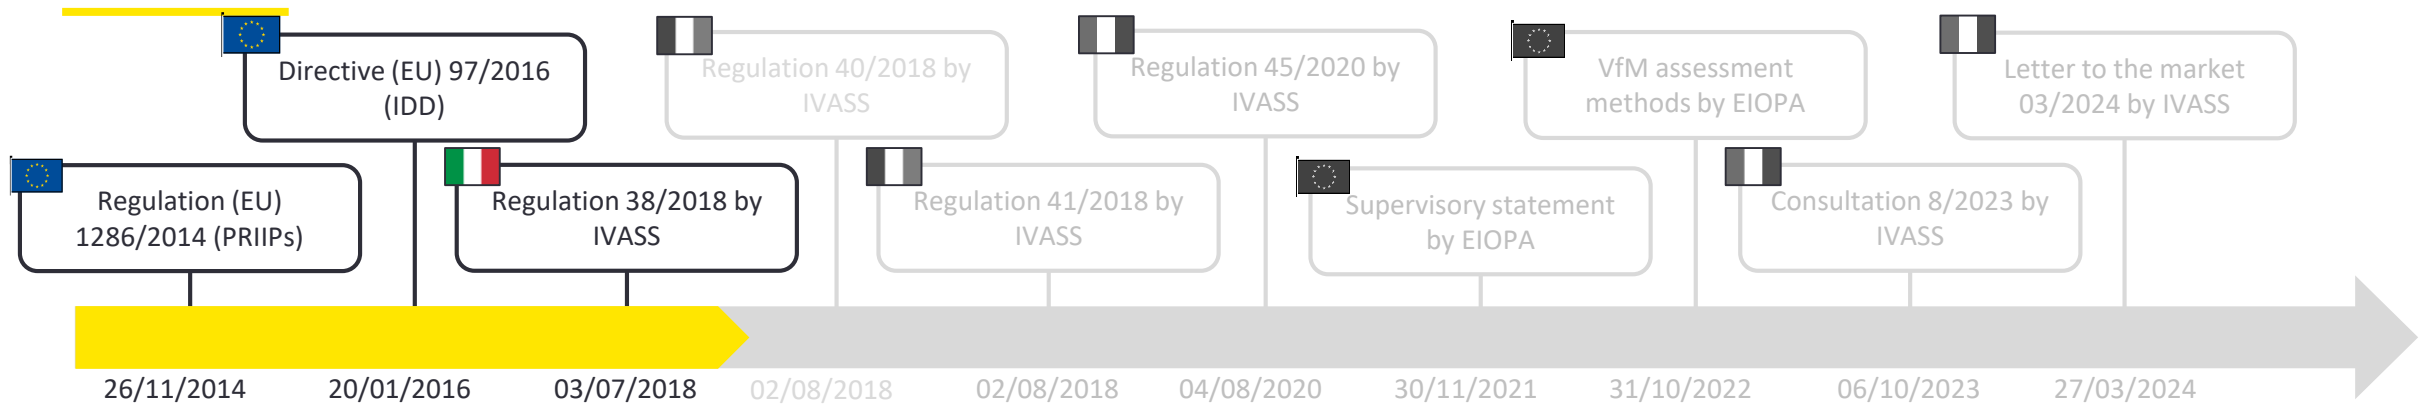 Directive (EU) 97/2016
(IDD)
Regulation 40/2018 by
IVASS
Regulation 45/2020 by
IVASS
VfM assessment
methods by EIOPA
Letter to the market
03/2024 by IVASS
Regulation (EU)
1286/2014 (PRIIPs)
Regulation 38/2018 by
IVASS
Regulation 41/2018 by
IVASS
Supervisory statement
by EIOPA
Consultation 8/2023 by
IVASS
26/11/2014
20/01/2016
03/07/2018
02/08/2018
02/08/2018
04/08/2020
30/11/2021
31/10/2022
06/10/2023
27/03/2024